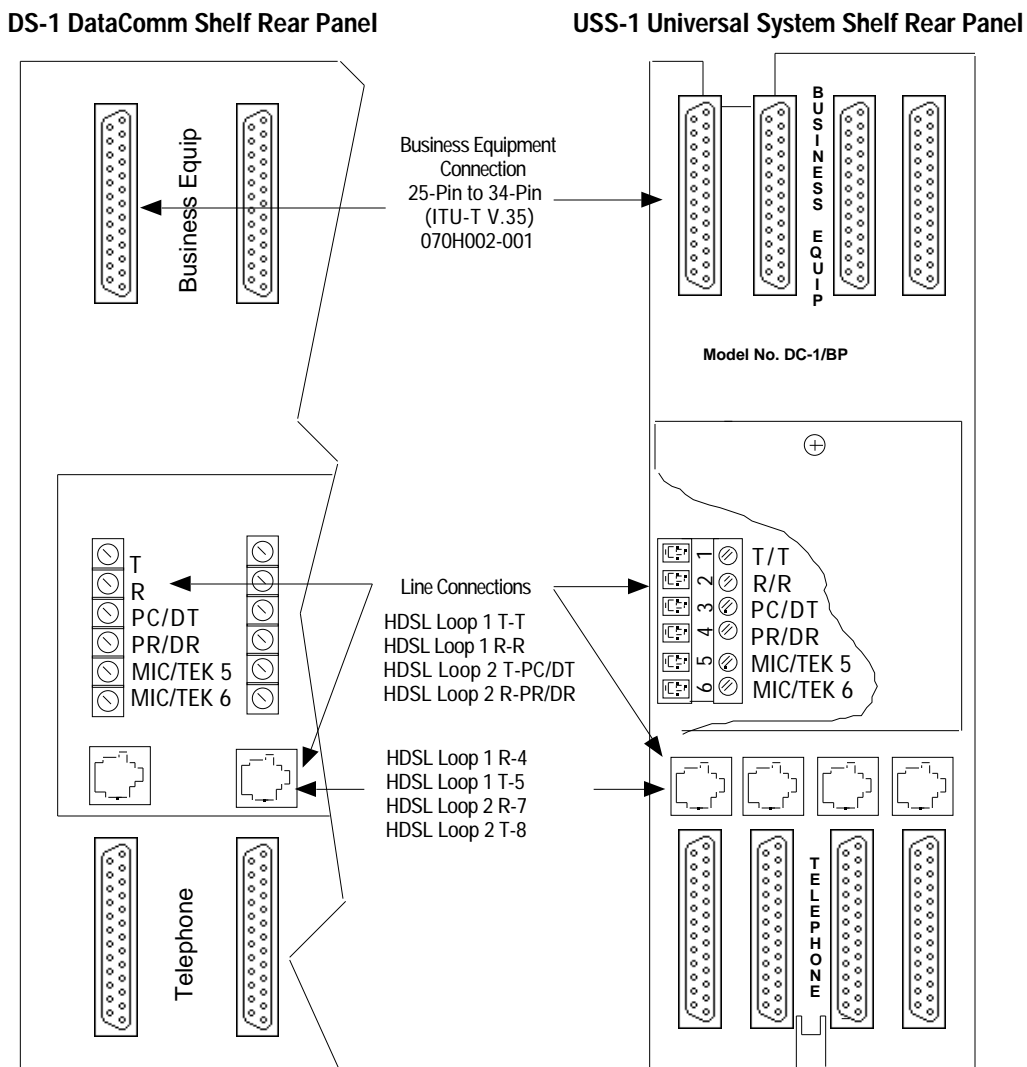 DS-1 DataComm Shelf Rear Panel
USS-1 Universal System Shelf Rear Panel
Business Equip
Business Equipment
Connection
25-Pin to 34-Pin
(ITU-T V.35)
070H002-001
BUSINESS EQUIP
Model No. DC-1/BP
T
R
PC/DT
PR/DR
MIC/TEK 5
MIC/TEK 6
Line Connections
HDSL Loop 1 T-T
HDSL Loop 1 R-R
HDSL Loop 2 T-PC/DT
HDSL Loop 2 R-PR/DR
1 T/T
2 R/R
3 PC/DT
4 PR/DR
5 MIC/TEK 5
6 MIC/TEK 6
HDSL Loop 1 R-4
HDSL Loop 1 T-5
HDSL Loop 2 R-7
HDSL Loop 2 T-8
Telephone
TELEPHONE